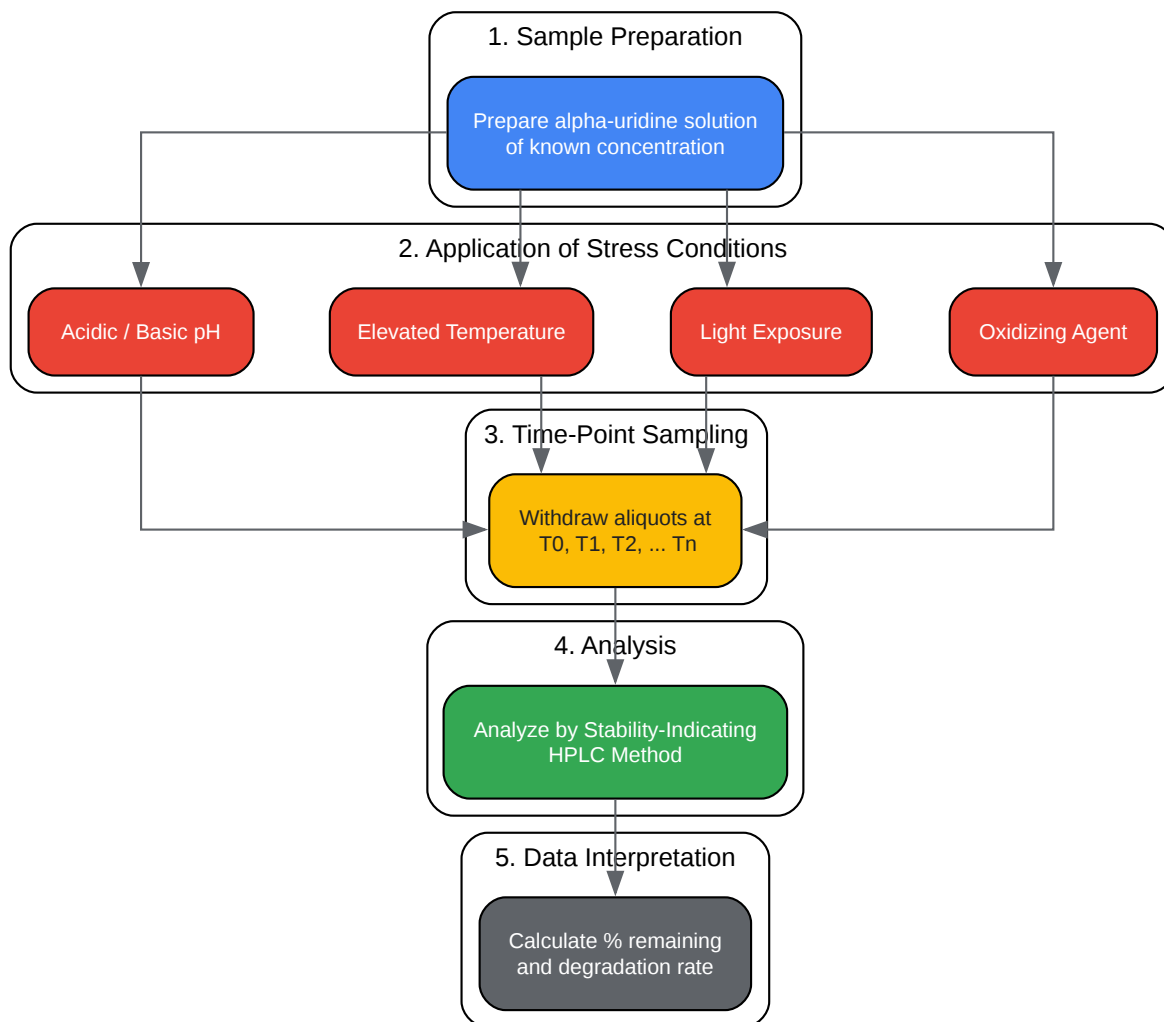 1. Sample Preparation
Prepare alpha-uridine solution
of known concentration
2. Application of Stress Conditions
Acidic / Basic pH
Elevated Temperature
Light Exposure
Oxidizing Agent
3. Time-Point Sampling
Withdraw aliquots at
T0, T1, T2, ... Tn
4. Analysis
Analyze by Stability-Indicating
HPLC Method
5. Data Interpretation
Calculate % remaining
and degradation rate